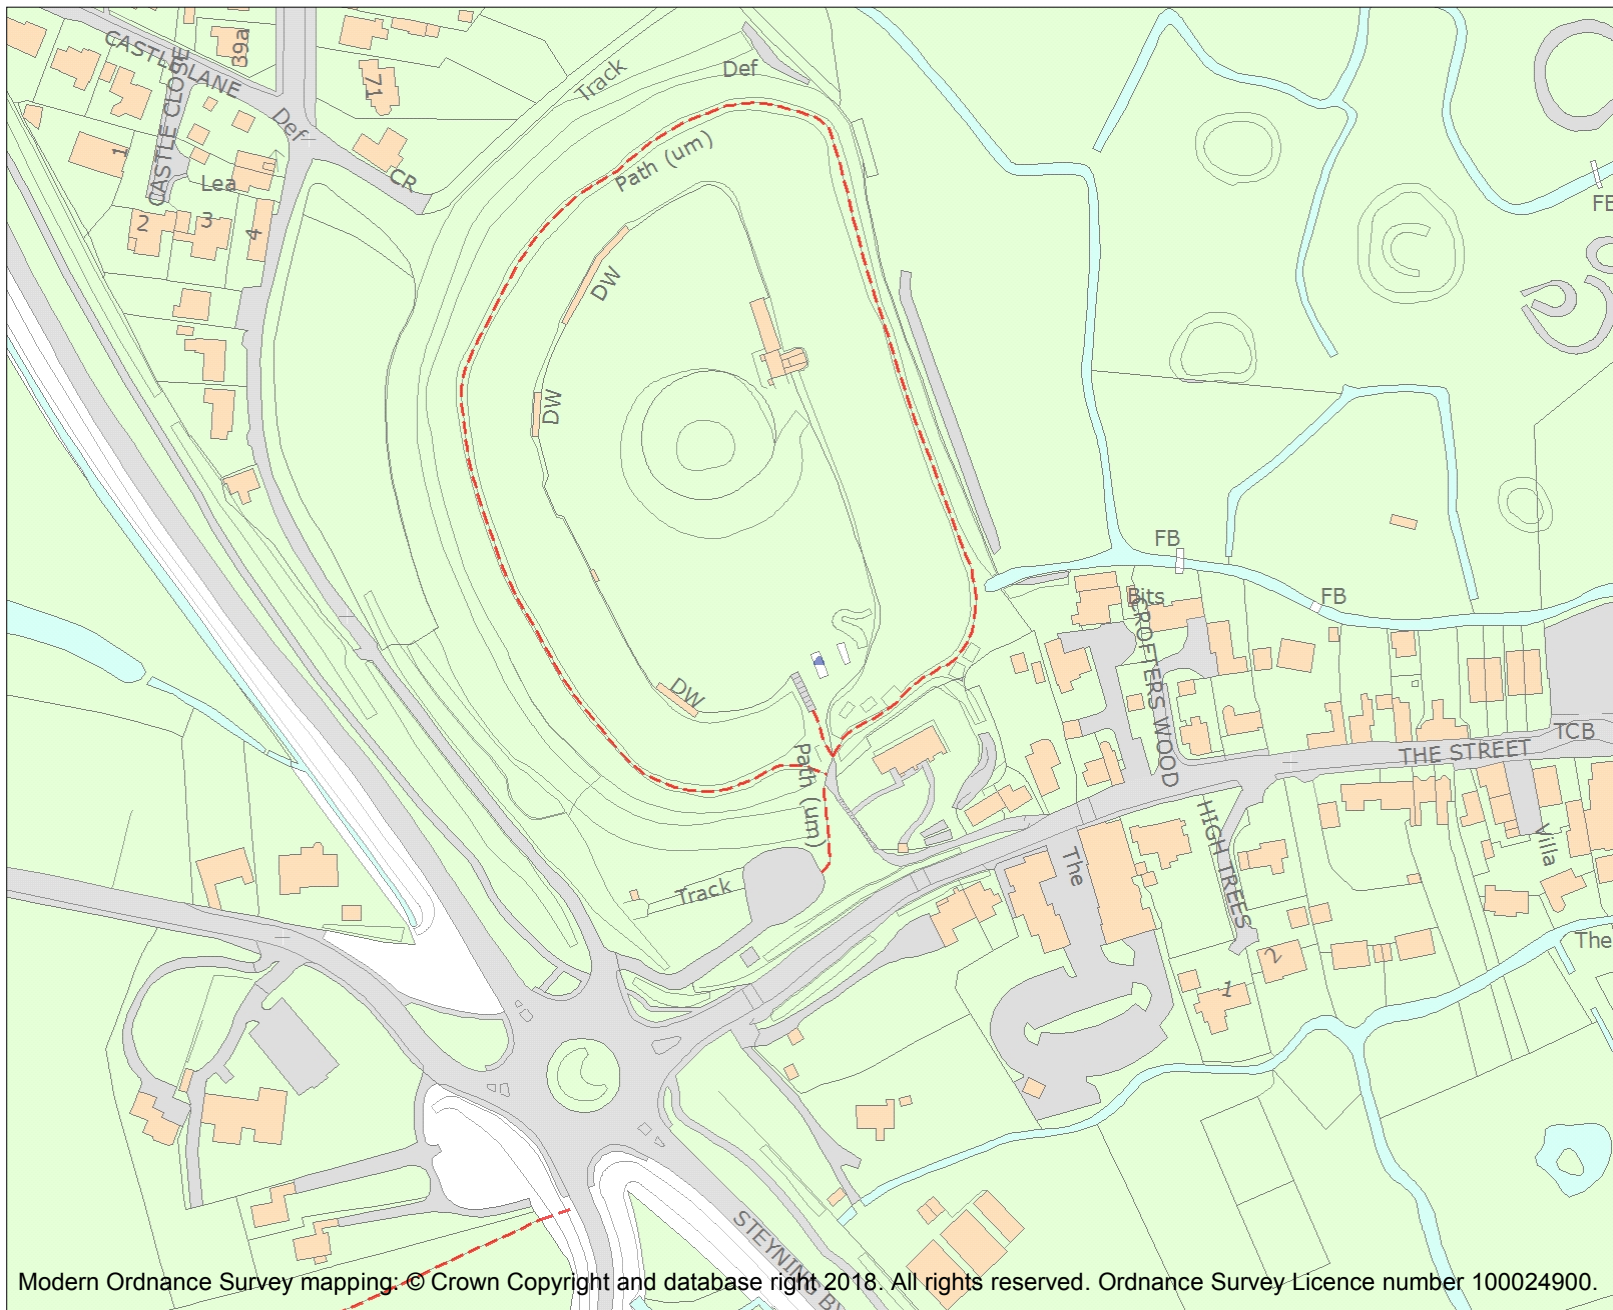 CASTLE LANE
39a
Def
Track
71
CASTLE CLOSE
Def
Path (um)
1
CR
Lea
2
3
4
FB
DW
DW
FB
Bits
FB
CROFTERS WOOD
DW
TCB
THE STREET
Path (um)
HIGH TREES
Villa
The
Track
The
2
1
STEYNING BY
Modern Ordnance Survey mapping: © Crown Copyright and database right 2018. All rights reserved. Ordnance Survey Licence number 100024900.